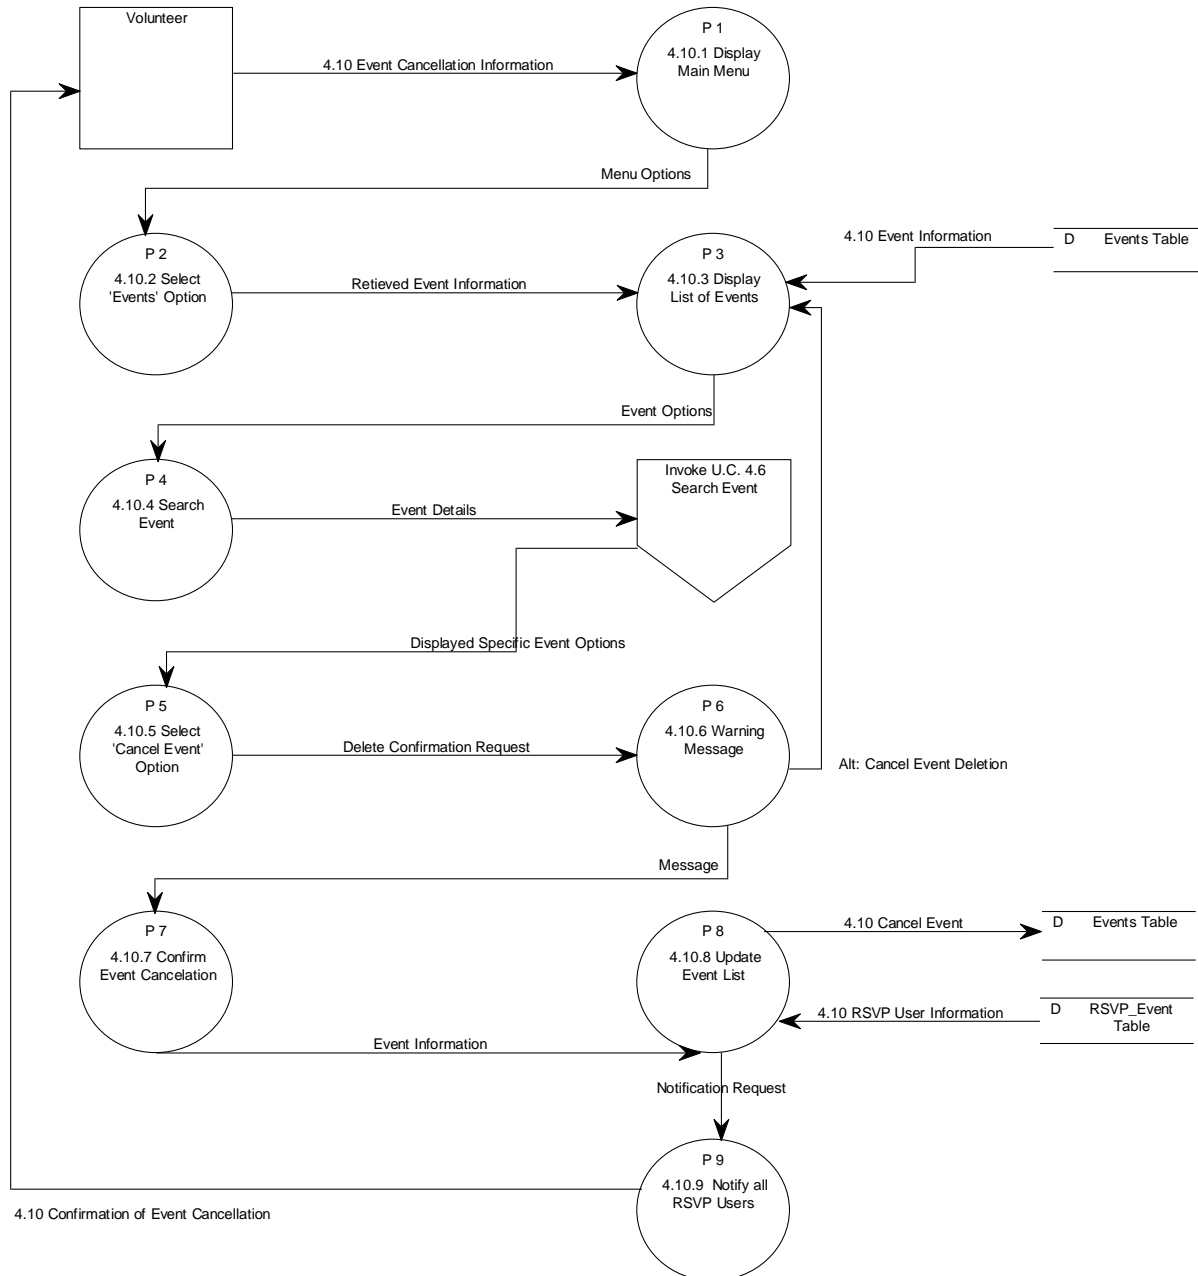 Volunteer
P 1
4.10.1 Display
Main Menu
4.10 Event Cancellation Information
Menu Options
P 2
4.10.2 Select
'Events' Option
Retieved Event Information
P 3
4.10.3 Display
List of Events
4.10 Event Information
D Events Table
Event Options
P 4
4.10.4 Search
Event
Event Details
Invoke U.C. 4.6
Search Event
Displayed Specific Event Options
P 5
4.10.5 Select
'Cancel Event'
Option
Delete Confirmation Request
P 6
4.10.6 Warning
Message
Alt: Cancel Event Deletion
Message
P 7
4.10.7 Confirm
Event Cancelation
Event Information
P 8
4.10.8 Update
Event List
4.10 Cancel Event
D Events Table
4.10 RSVP User Information
D RSVP_Event
Table
Notification Request
P 9
4.10.9 Notify all
RSVP Users
4.10 Confirmation of Event Cancellation